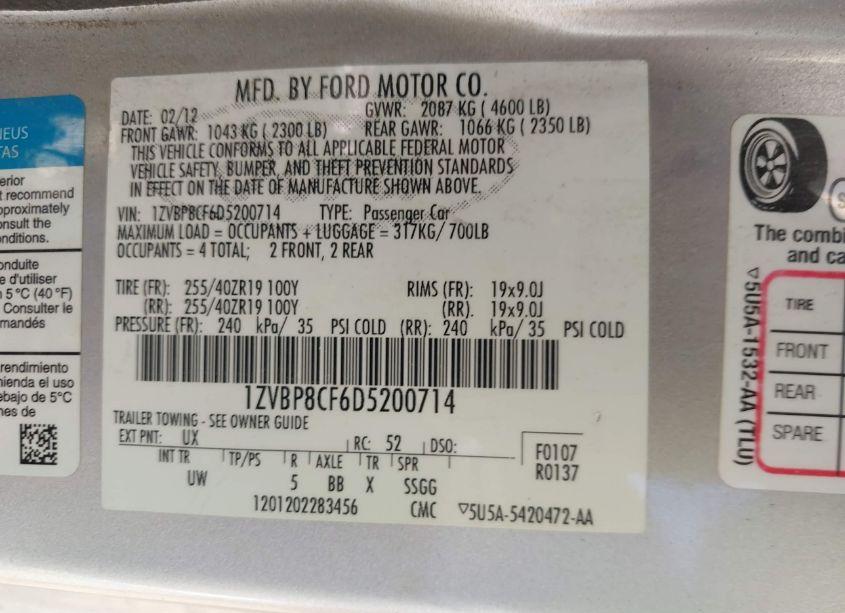 MFD. BY FORD MOTOR CO.
DATE: 02/12 GVWR: 2087 KG ( 4600 LB)
FRONT GAWR: 1043 KG ( 2300 LB) REAR GAWR: 1066 KG ( 2350 LB)
THIS VEHICLE CONFORMS TO ALL APPLICABLE FEDERAL MOTOR
VEHICLE SAFETY, BUMPER, AND THEFT PREVENTION STANDARDS
IN EFFECT ON THE DATE OF MANUFACTURE SHOWN ABOVE.
VIN: 1ZVBP8CF6D5200714 TYPE: Passenger Car
MAXIMUM LOAD = OCCUPANTS + LUGGAGE = 317KG/ 700LB
OCCUPANTS = 4 TOTAL; 2 FRONT, 2 REAR
TIRE (FR): 255/40ZR19 100Y RIMS (FR): 19x9.0J
(RR): 255/40ZR19 100Y (RR). 19x9.0J
PRESSURE (FR): 240 kPa/ 35 PSI COLD (RR): 240 kPa/ 35 PSI COLD
1ZVBP8CF6D5200714
TRAILER TOWING - SEE OWNER GUIDE
EXT PNT: UX RC: 52 DSO:
F0107
R0137
INT TR TP/PS R AXLE TR SPR
UW 5 BB X SSGG
1201202283456 CMC ▽5U5A-5420472-AA
NEUS
TAS
erior
t recommend
pproximately
nsult the
nditions.
onduite
e d'utiliser
n 5 °C (40 °F)
Consulter le
mandés
rendimiento
mienda el uso
ebajo de 5°C
nes de
The combi
and ca
▽5U5A-1532-AA (TLU)
TIRE
FRONT
REAR
SPARE